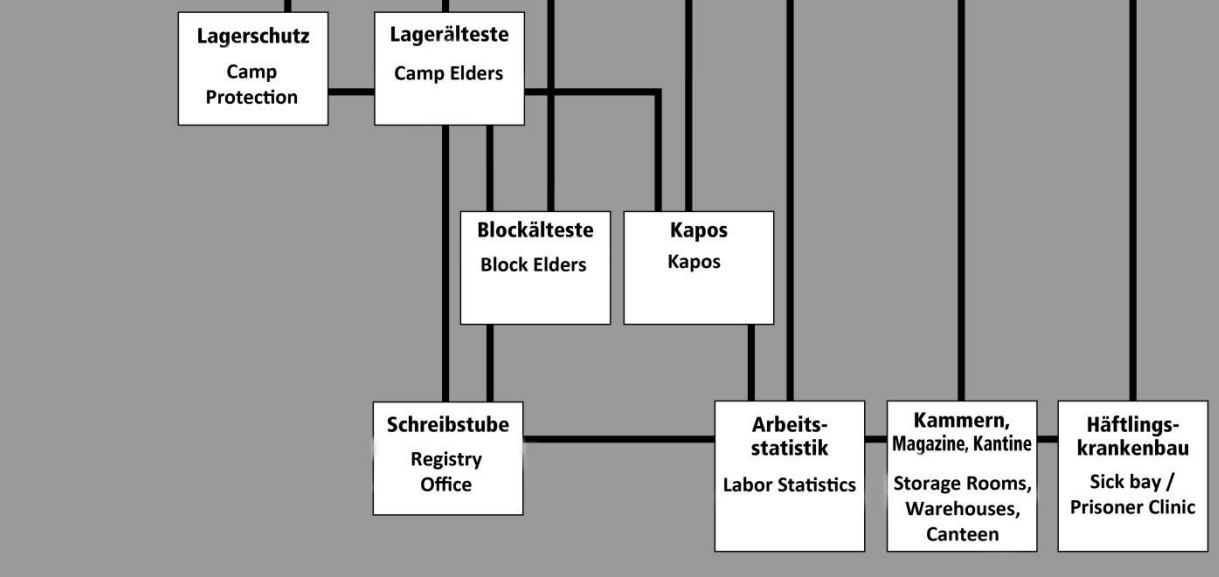 Lagerschutz
Camp
Protection
Lagerälteste
Camp Elders
Blockälteste
Block Elders
Kapos
Kapos
Schreibstube
Registry
Office
Arbeits-
statistik
Labor Statistics
Kammern,
Magazine, Kantine
Storage Rooms,
Warehouses,
Canteen
Häftlings-
krankenbau
Sick bay /
Prisoner Clinic